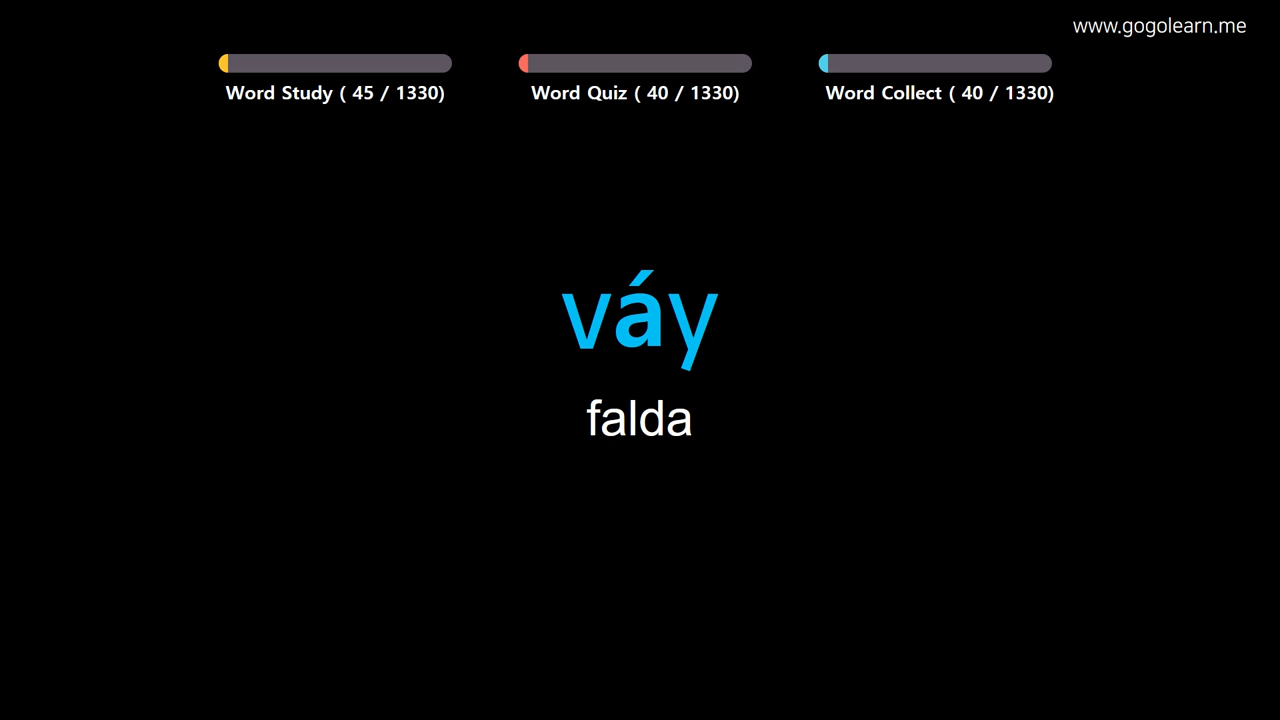 www.gogolearn.me
Word Study ( 45 / 1330)
Word Quiz ( 40 / 1330)
Word Collect ( 40 / 1330)
váy
falda